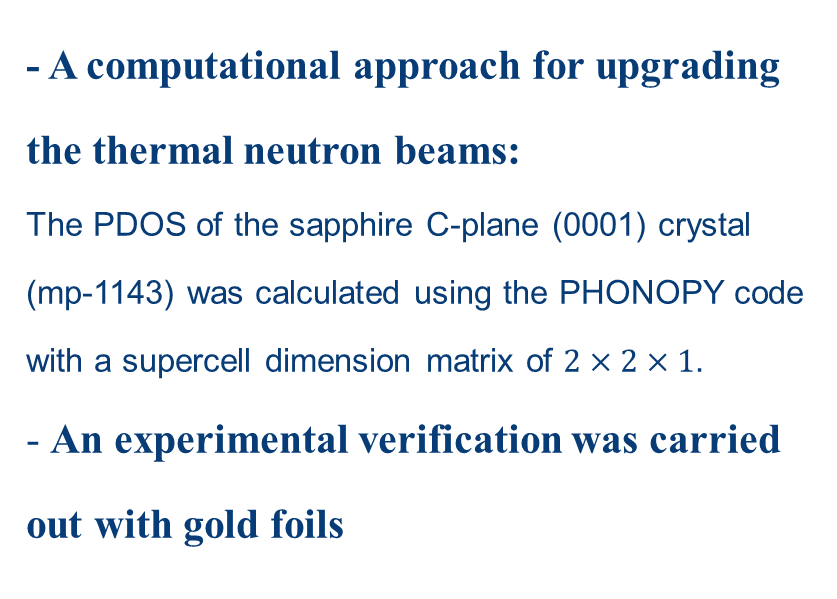 - A computational approach for upgrading
the thermal neutron beams:
The PDOS of the sapphire C-plane (0001) crystal
(mp-1143) was calculated using the PHONOPY code
with a supercell dimension matrix of 2 × 2 × 1.
- An experimental verification was carried
out with gold foils